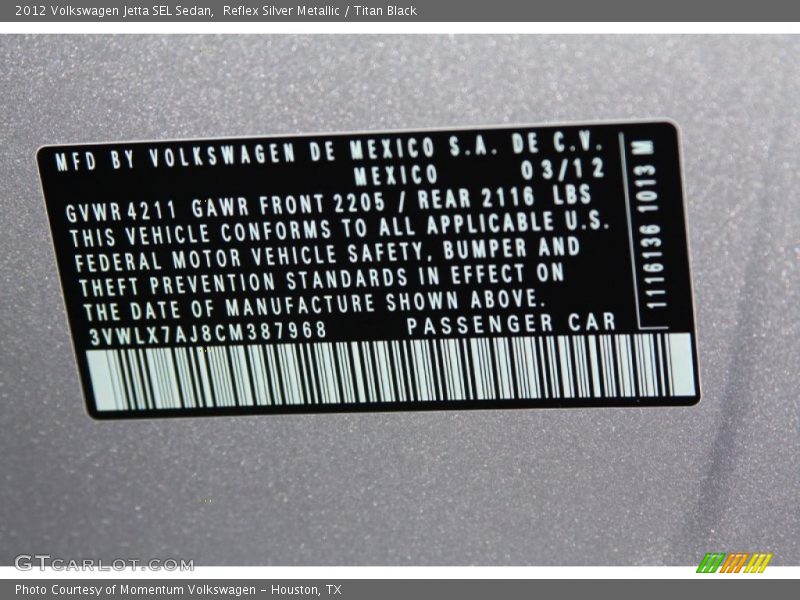 2012 Volkswagen Jetta SEL Sedan,  Reflex Silver Metallic / Titan Black
MFD BY VOLKSWAGEN DE MEXICO S.A. DE C.V.
MEXICO 03/12
GVWR 4211 GAWR FRONT 2205 / REAR 2116 LBS
THIS VEHICLE CONFORMS TO ALL APPLICABLE U.S.
FEDERAL MOTOR VEHICLE SAFETY, BUMPER AND
THEFT PREVENTION STANDARDS IN EFFECT ON
THE DATE OF MANUFACTURE SHOWN ABOVE.
3VWLX7AJ8CM387968 PASSENGER CAR
1116136 1013 M
GTCARLOT.COM
Photo Courtesy of Momentum Volkswagen - Houston, TX